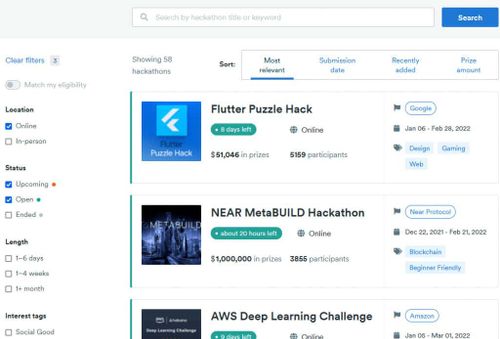 Search by hackathon title or keyword
Search
Clear filters 3
Match my eligibility
Location
Online
In-person
Status
Upcoming
Open
Ended
Length
1–6 days
1–4 weeks
1+ month
Interest tags
Social Good
Showing 58
hackathons
Sort:
Most
relevant
Submission
date
Recently
added
Prize
amount
Flutter
Puzzle Hack
Flutter Puzzle Hack
8 days left
Online
$51,046 in prizes 5159 participants
Google
Jan 06 - Feb 28, 2022
Design Gaming
Web
METABUILD
NEAR MetaBUILD Hackathon
about 20 hours left
Online
$1,000,000 in prizes 3855 participants
Near Protocol
Dec 22, 2021 - Feb 21, 2022
Blockchain
Beginner Friendly
aws
Deep Learning Challenge
AWS Deep Learning Challenge
9 days left
Online
Amazon
Jan 05 - Mar 01, 2022